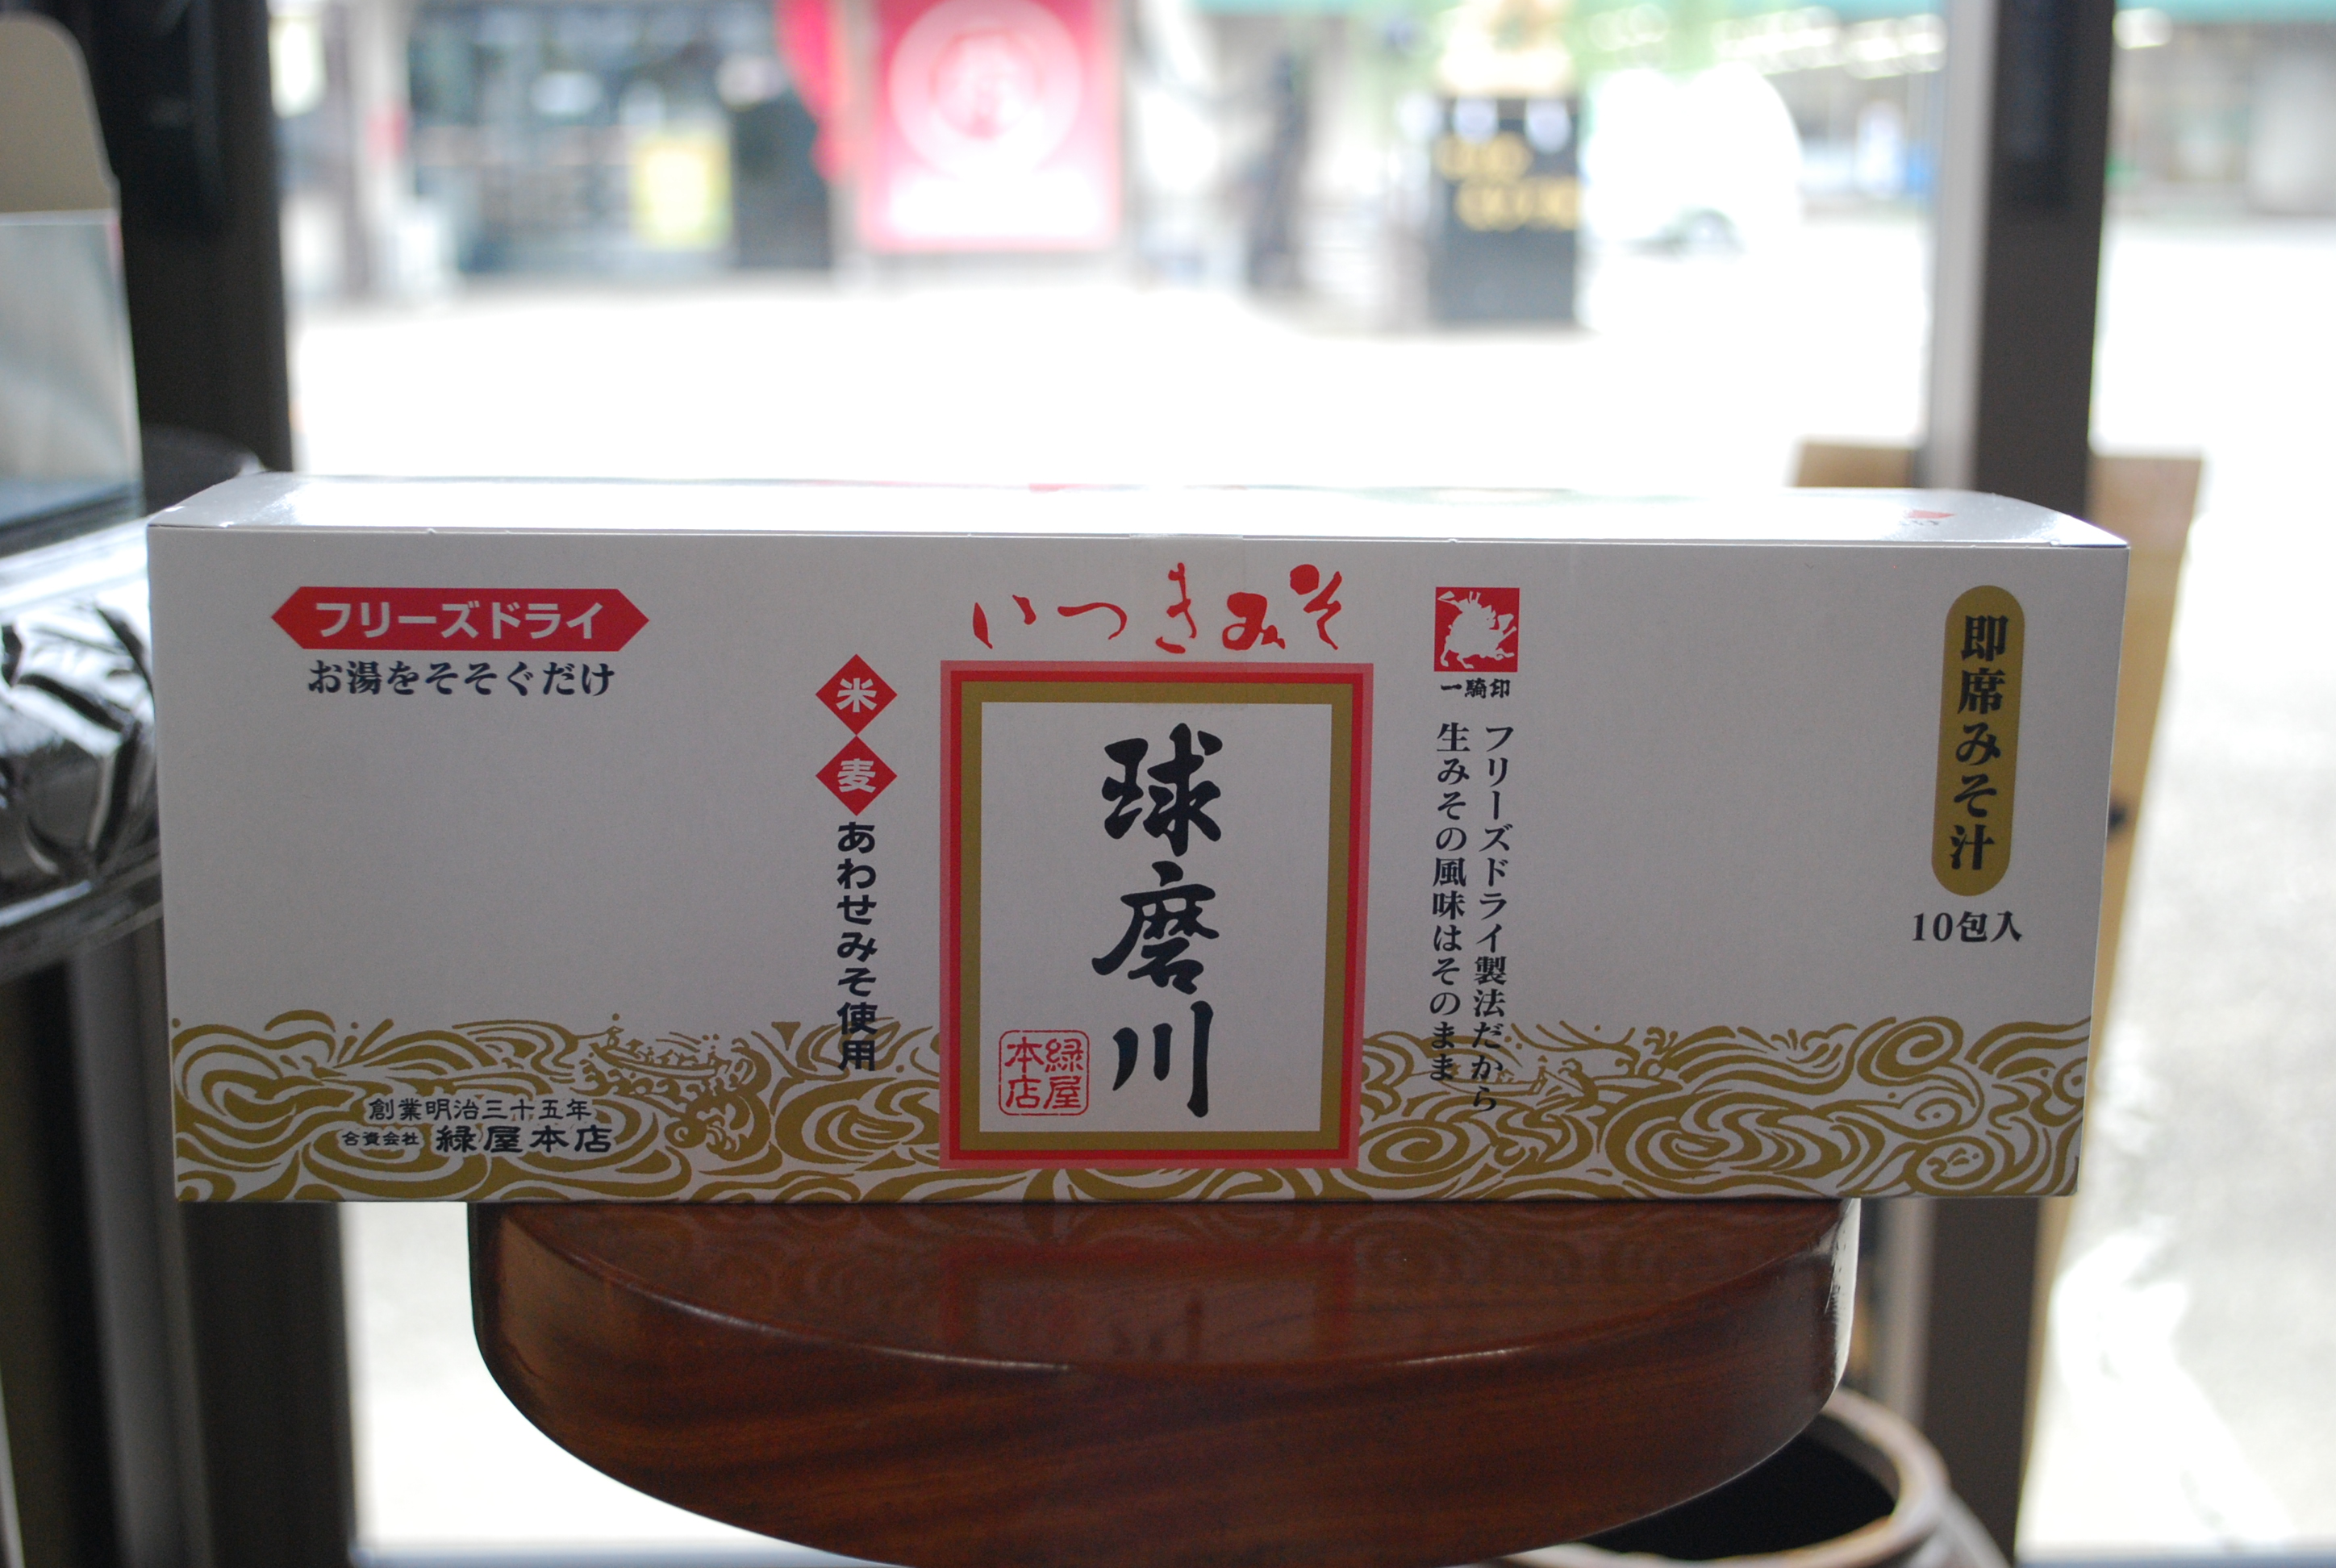 フリーズドライ
お湯をそそぐだけ
米
麦
あわせみそ使用
いつきみそ
球磨川
緑屋
本店
一騎印
フリーズドライ製法だから
生みその風味はそのまま
即席みそ汁
10包入
創業明治三十五年
合資会社 緑屋本店